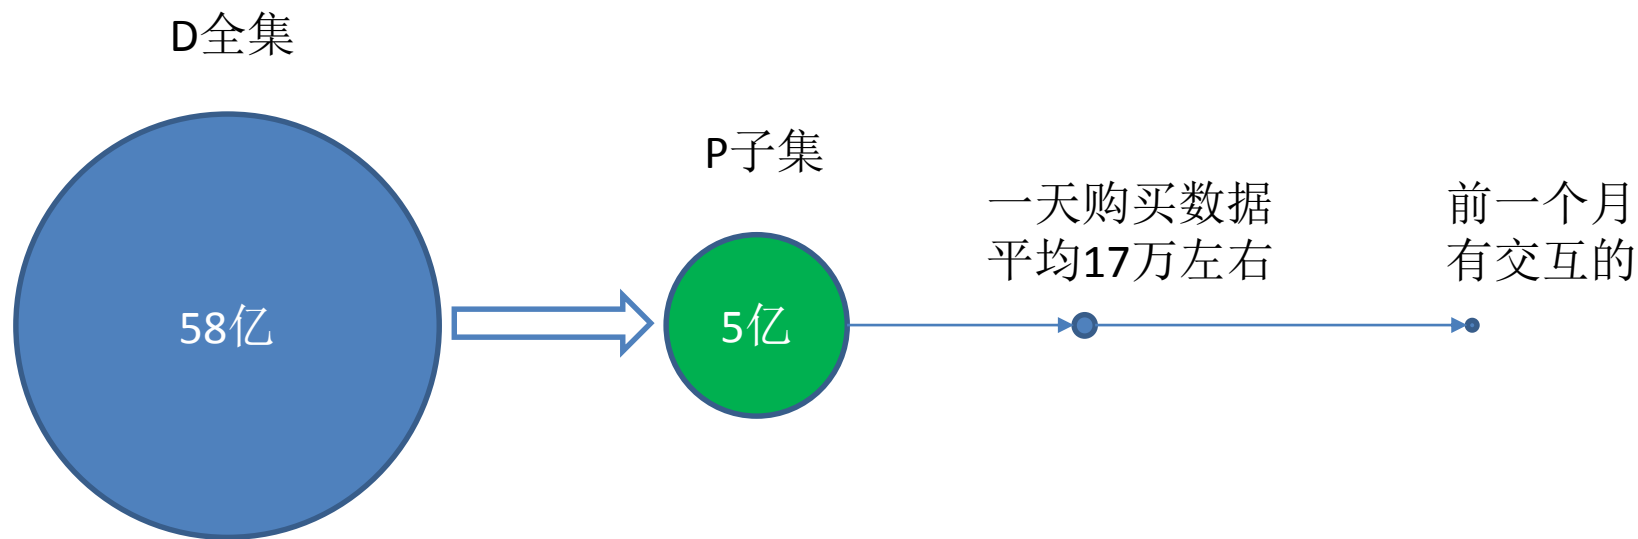 D全集
58亿
P子集
5亿
一天购买数据
平均17万左右
前一个月
有交互的